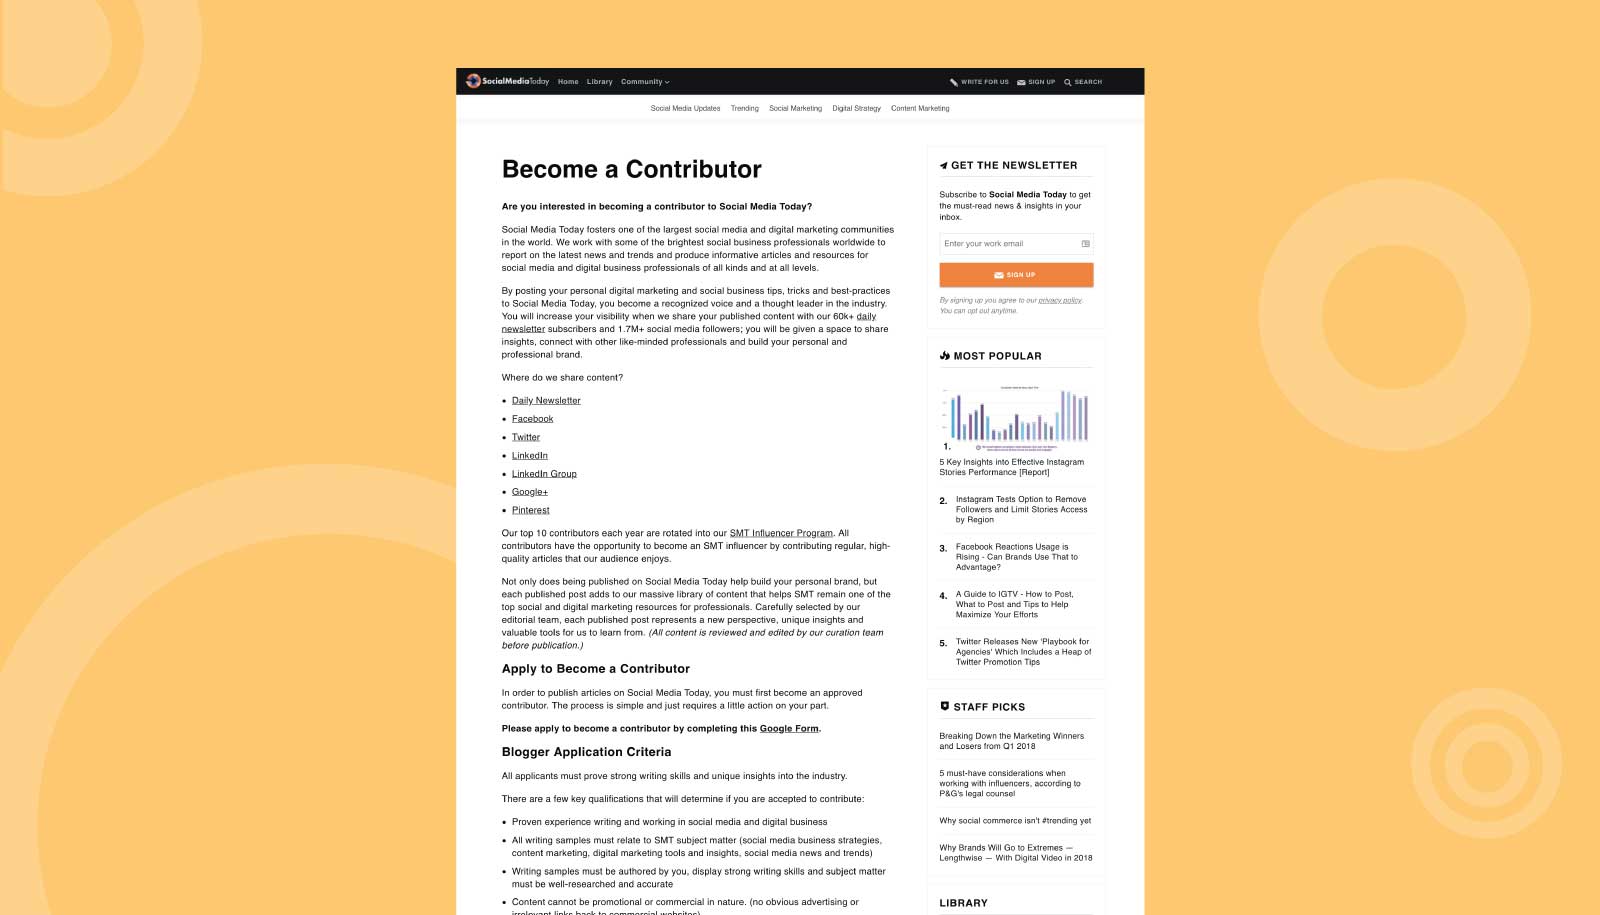 SocialMediaToday Home Library Community WRITE FOR US SIGN UP SEARCH
Social Media Updates Trending Social Marketing Digital Strategy Content Marketing
Become a Contributor
Are you interested in becoming a contributor to Social Media Today?
Social Media Today fosters one of the largest social media and digital marketing communities
in the world. We work with some of the brightest social business professionals worldwide to
report on the latest news and trends and produce informative articles and resources for
social media and digital business professionals of all kinds and at all levels.
By posting your personal digital marketing and social business tips, tricks and best-practices
to Social Media Today, you become a recognized voice and a thought leader in the industry.
You will increase your visibility when we share your published content with our 60k+ daily
newsletter subscribers and 1.7M+ social media followers; you will be given a space to share
insights, connect with other like-minded professionals and build your personal and
professional brand.
Where do we share content?
• Daily Newsletter
• Facebook
• Twitter
• LinkedIn
• LinkedIn Group
• Google+
• Pinterest
Our top 10 contributors each year are rotated into our SMT Influencer Program. All
contributors have the opportunity to become an SMT influencer by contributing regular, high-
quality articles that our audience enjoys.
Not only does being published on Social Media Today help build your personal brand, but
each published post adds to our massive library of content that helps SMT remain one of the
top social and digital marketing resources for professionals. Carefully selected by our
editorial team, each published post represents a new perspective, unique insights and
valuable tools for us to learn from. (All content is reviewed and edited by our curation team
before publication.)
Apply to Become a Contributor
In order to publish articles on Social Media Today, you must first become an approved
contributor. The process is simple and just requires a little action on your part.
Please apply to become a contributor by completing this Google Form.
Blogger Application Criteria
All applicants must prove strong writing skills and unique insights into the industry.
There are a few key qualifications that will determine if you are accepted to contribute:
• Proven experience writing and working in social media and digital business
• All writing samples must relate to SMT subject matter (social media business strategies,
content marketing, digital marketing tools and insights, social media news and trends)
• Writing samples must be authored by you, display strong writing skills and subject matter
must be well-researched and accurate
• Content cannot be promotional or commercial in nature. (no obvious advertising or
irrelevant links back to commercial websites)
GET THE NEWSLETTER
Subscribe to Social Media Today to get
the must-read news & insights in your
inbox.
Enter your work email
SIGN UP
By signing up you agree to our privacy policy.
You can opt out anytime.
MOST POPULAR
1.
5 Key Insights into Effective Instagram
Stories Performance [Report]
2. Instagram Tests Option to Remove
Followers and Limit Stories Access
by Region
3. Facebook Reactions Usage is
Rising - Can Brands Use That to
Advantage?
4. A Guide to IGTV - How to Post,
What to Post and Tips to Help
Maximize Your Efforts
5. Twitter Releases New 'Playbook for
Agencies' Which Includes a Heap of
Twitter Promotion Tips
STAFF PICKS
Breaking Down the Marketing Winners
and Losers from Q1 2018
5 must-have considerations when
working with influencers, according to
P&G's legal counsel
Why social commerce isn't #trending yet
Why Brands Will Go to Extremes —
Lengthwise — With Digital Video in 2018
LIBRARY